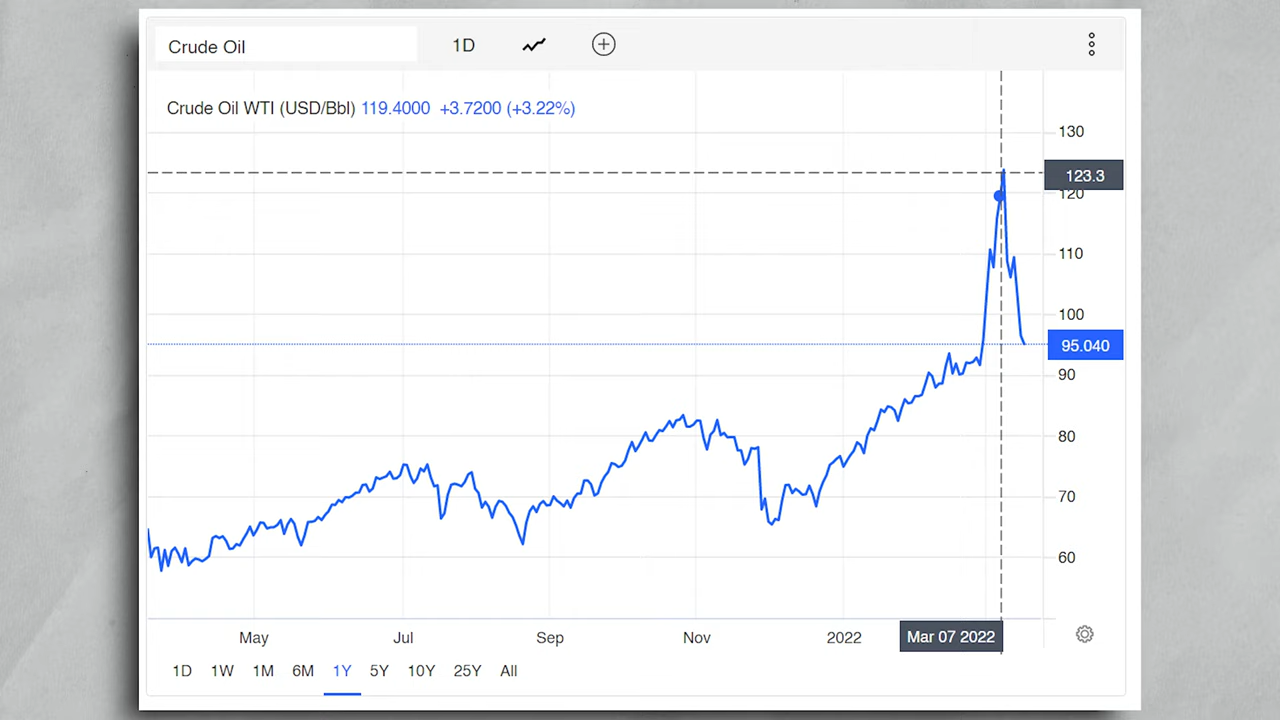 Crude Oil 1D
Crude Oil WTI (USD/Bbl) 119.4000 +3.7200 (+3.22%)
130
123.3
120
110
100
95.040
90
80
70
60
May Jul Sep Nov 2022 Mar 07 2022
1D 1W 1M 6M 1Y 5Y 10Y 25Y All